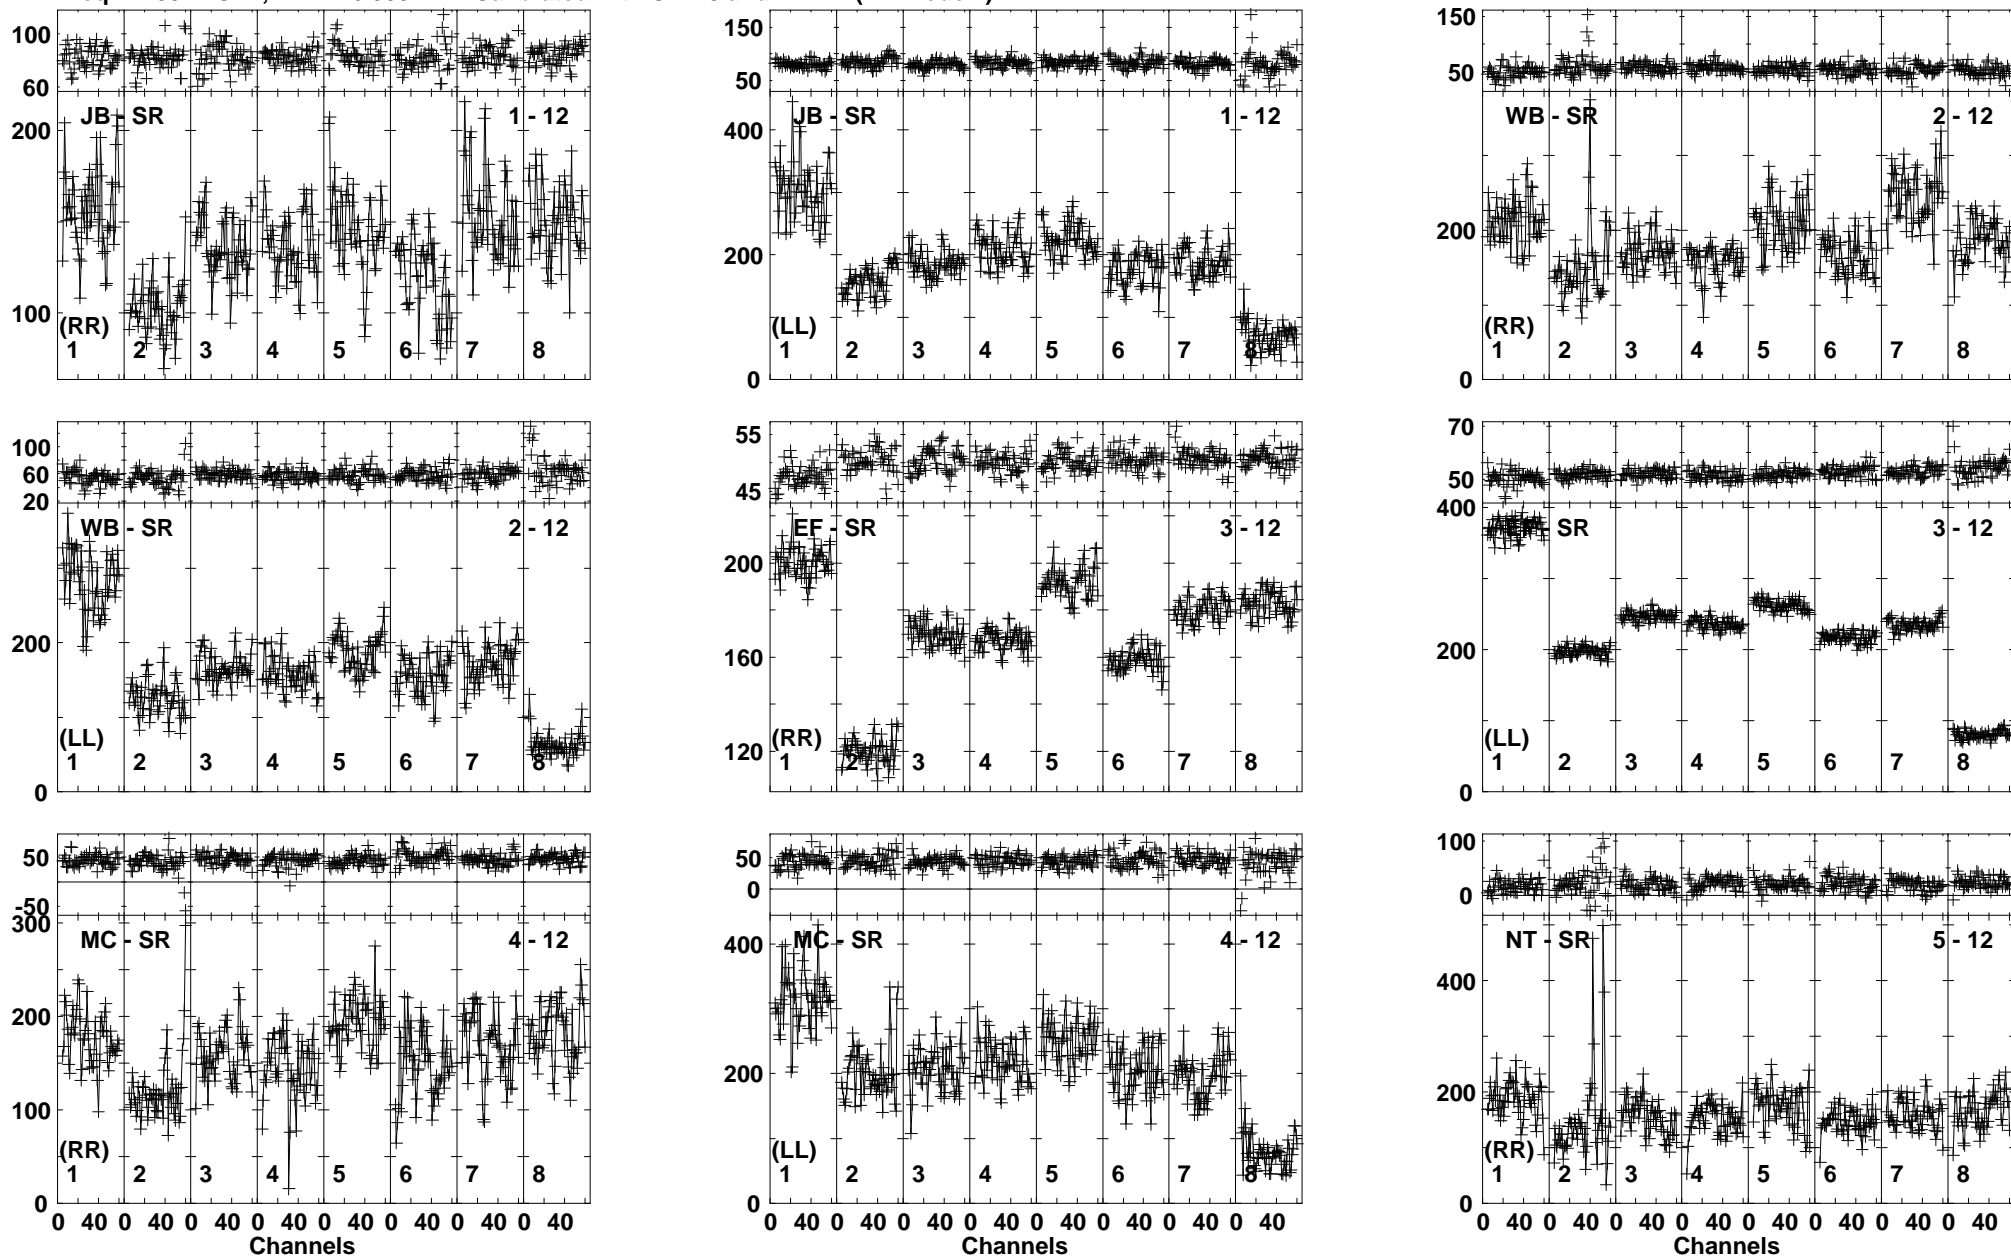 100 60 JB - SR 1 - 12 200 100 (RR) 1 2 3 4 5 6 7 8
150 50 JB - SR 1 - 12 400 200 0 (LL) 1 2 3 4 5 6 7 8
150 50 WB - SR 2 - 12 200 0 (RR) 1 2 3 4 5 6 7 8
100 60 20 WB - SR 2 - 12 200 0 (LL) 1 2 3 4 5 6 7 8
55 45 EF - SR 3 - 12 200 160 120 (RR) 1 2 3 4 5 6 7 8
70 50 EF - SR 3 - 12 400 200 0 (LL) 1 2 3 4 5 6 7 8
50 -50 MC - SR 4 - 12 300 200 100 0 (RR) 1 2 3 4 5 6 7 8
0 40 0 40 0 40 0 40 0 40 0 40 0 40 0 40
Channels
50 0 MC - SR 4 - 12 400 200 0 (LL) 1 2 3 4 5 6 7 8
0 40 0 40 0 40 0 40 0 40 0 40 0 40 0 40
Channels
100 0 NT - SR 5 - 12 400 200 0 (RR) 1 2 3 4 5 6 7 8
0 40 0 40 0 40 0 40 0 40 0 40 0 40 0 40